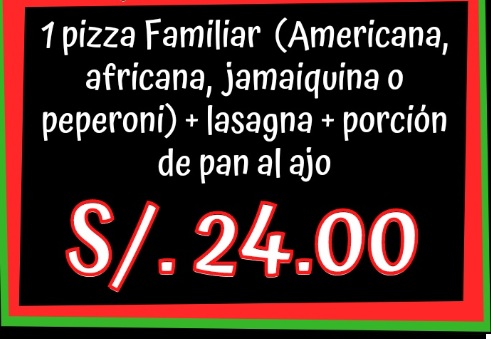 1 pizza Familiar (Americana,
africana, jamaiquina o
peperoni) + lasagna + porción
de pan al ajo
S/. 24.00